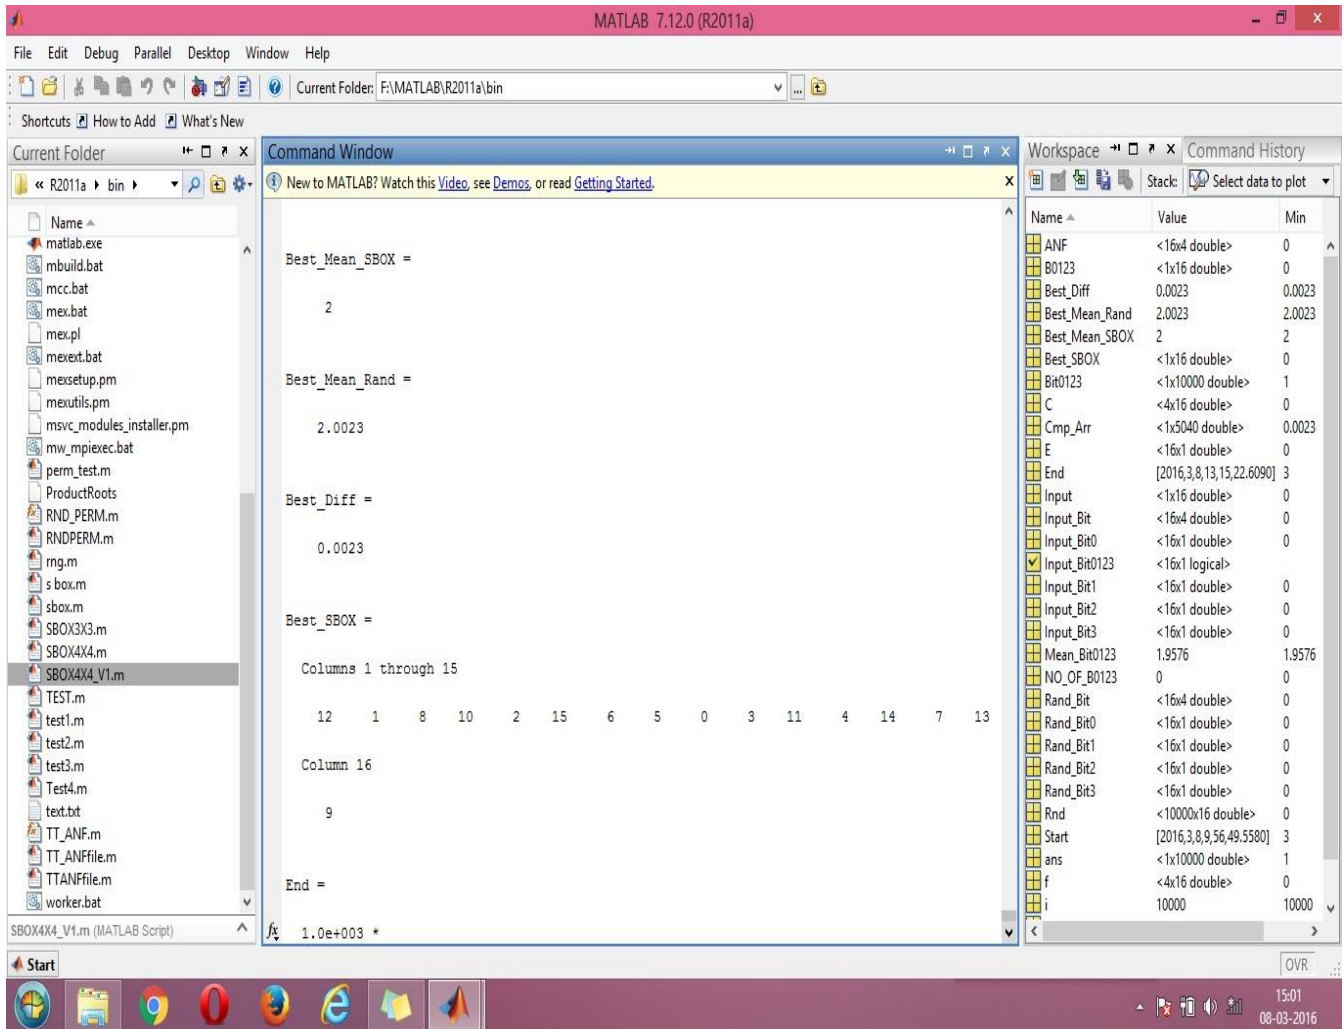 MATLAB 7.12.0 (R2011a)
File Edit Debug Parallel Desktop Window Help
Current Folder: F:\MATLAB\R2011a\bin
Shortcuts How to Add What's New
Current Folder
« R2011a bin
Name
matlab.exe
mbuild.bat
mcc.bat
mex.bat
mex.pl
mexext.bat
mexsetup.pm
mexutils.pm
msvc_modules_installer.pm
mw_mpiexec.bat
perm_test.m
ProductRoots
RND_PERM.m
RNDPERM.m
rng.m
s box.m
sbox.m
SBOX3X3.m
SBOX4X4.m
SBOX4X4_V1.m
TEST.m
test1.m
test2.m
test3.m
Test4.m
text.txt
TT_ANF.m
TT_ANFfile.m
TTANFfile.m
worker.bat
SBOX4X4_V1.m (MATLAB Script)
Command Window
New to MATLAB? Watch this Video, see Demos, or read Getting Started.
Best_Mean_SBOX =
2
Best_Mean_Rand =
2.0023
Best_Diff =
0.0023
Best_SBOX =
Columns 1 through 15
12 1 8 10 2 15 6 5 0 3 11 4 14 7 13
Column 16
9
End =
fx 1.0e+003 *
Workspace Command History
Stack: Select data to plot
Name Value Min
ANF <16x4 double> 0
B0123 <1x16 double> 0
Best_Diff 0.0023 0.0023
Best_Mean_Rand 2.0023 2.0023
Best_Mean_SBOX 2 2
Best_SBOX <1x16 double> 0
Bit0123 <1x10000 double> 1
C <4x16 double> 0
Cmp_Arr <1x5040 double> 0.0023
E <16x1 double> 0
End [2016,3,8,13,15,22.6090] 3
Input <1x16 double> 0
Input_Bit <16x4 double> 0
Input_Bit0 <16x1 double> 0
Input_Bit0123 <16x1 logical>
Input_Bit1 <16x1 double> 0
Input_Bit2 <16x1 double> 0
Input_Bit3 <16x1 double> 0
Mean_Bit0123 1.9576 1.9576
NO_OF_B0123 0 0
Rand_Bit <16x4 double> 0
Rand_Bit0 <16x1 double> 0
Rand_Bit1 <16x1 double> 0
Rand_Bit2 <16x1 double> 0
Rand_Bit3 <16x1 double> 0
Rnd <10000x16 double> 0
Start [2016,3,8,9,56,49.5580] 3
ans <1x10000 double> 1
f <4x16 double> 0
i 10000 10000
Start
OVR
15:01
08-03-2016